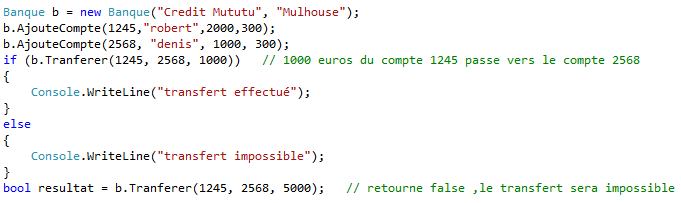 Banque b = new Banque("Credit Mututu", "Mulhouse");
b.AjouteCompte(1245,"robert",2000,300);
b.AjouteCompte(2568, "denis", 1000, 300);
if (b.Tranferer(1245, 2568, 1000))   // 1000 euros du compte 1245 passe vers le compte 2568
{
    Console.WriteLine("transfert effectué");
}
else
{
    Console.WriteLine("transfert impossible");
}
bool resultat = b.Tranferer(1245, 2568, 5000);   // retourne false ,le transfert sera impossible